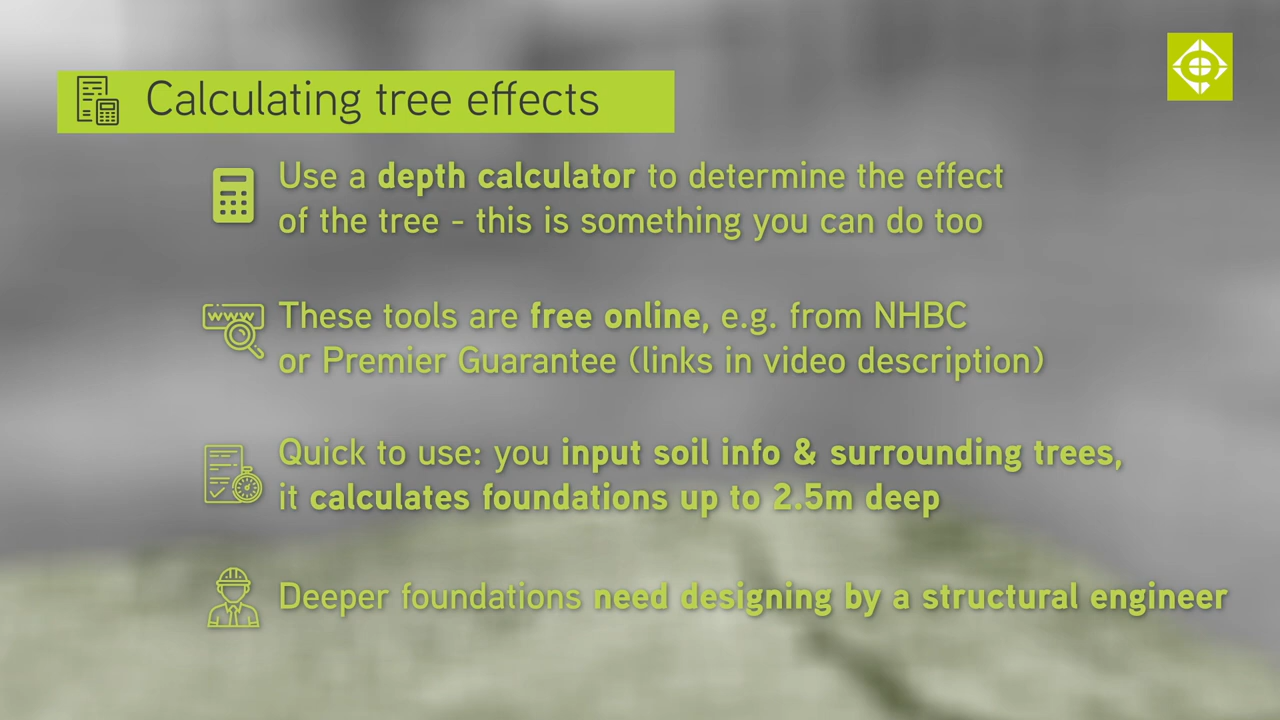 Calculating tree effects
Use a depth calculator to determine the effect
of the tree - this is something you can do too
www
These tools are free online, e.g. from NHBC
or Premier Guarantee (links in video description)
Quick to use: you input soil info & surrounding trees,
it calculates foundations up to 2.5m deep
Deeper foundations need designing by a structural engineer